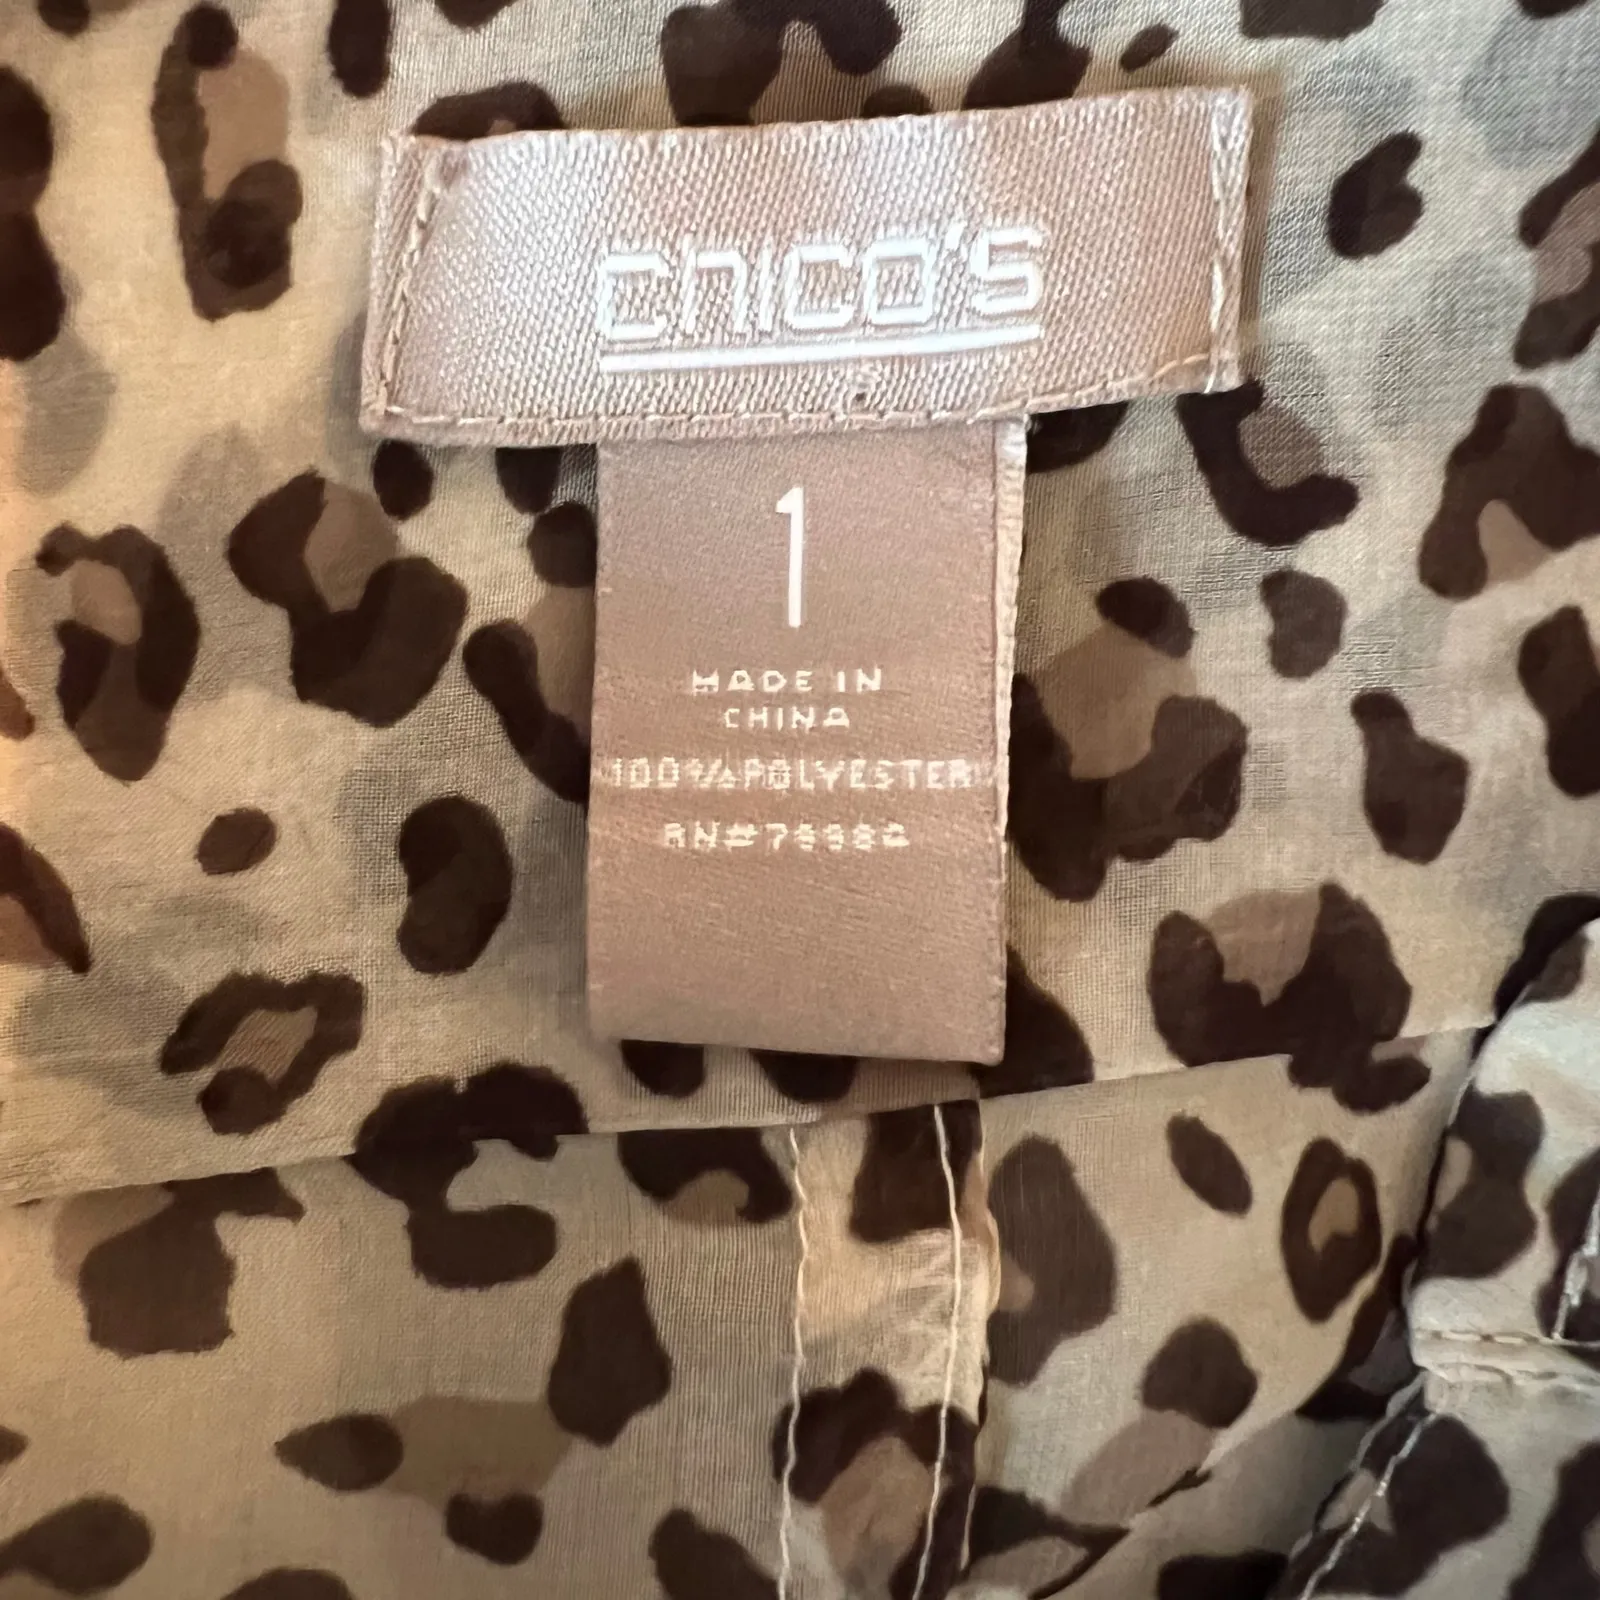 chico's
1
MADE IN
CHINA
100% POLYESTER